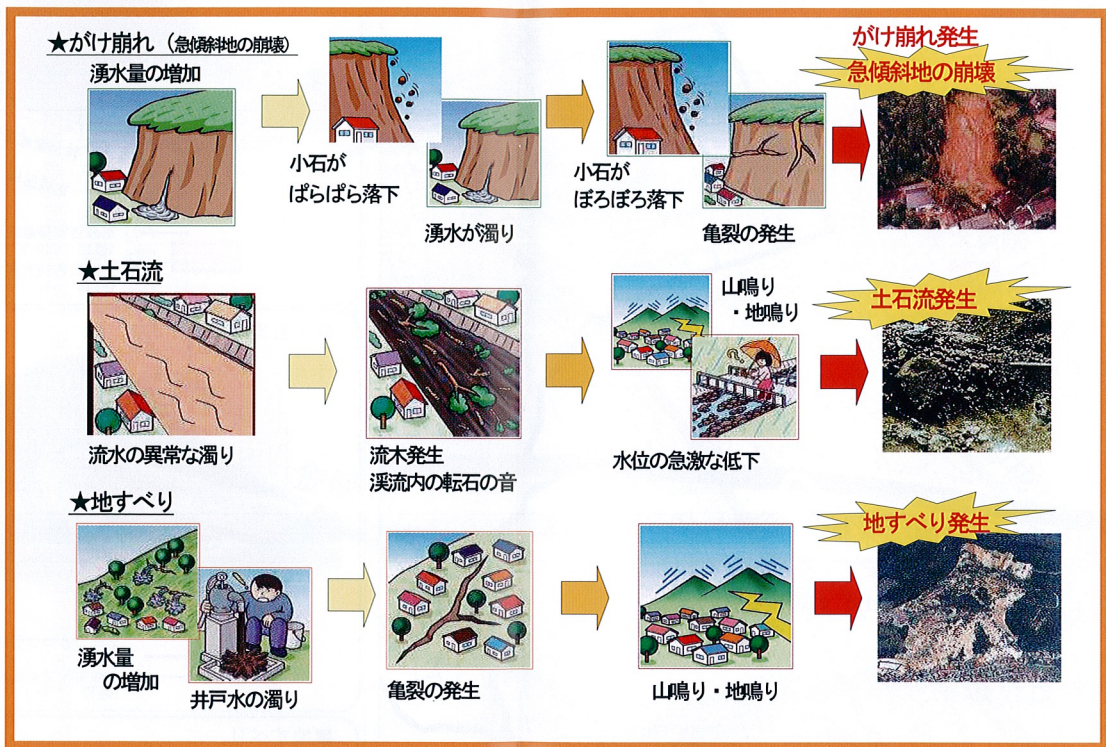 ★がけ崩れ（急傾斜地の崩壊）
湧水量の増加
小石が
ぱらぱら落下
湧水が濁り
小石が
ぼろぼろ落下
亀裂の発生
がけ崩れ発生
急傾斜地の崩壊
★土石流
流水の異常な濁り
流木発生
渓流内の転石の音
山鳴り
・地鳴り
水位の急激な低下
土石流発生
★地すべり
湧水量
の増加
井戸水の濁り
亀裂の発生
山鳴り・地鳴り
地すべり発生